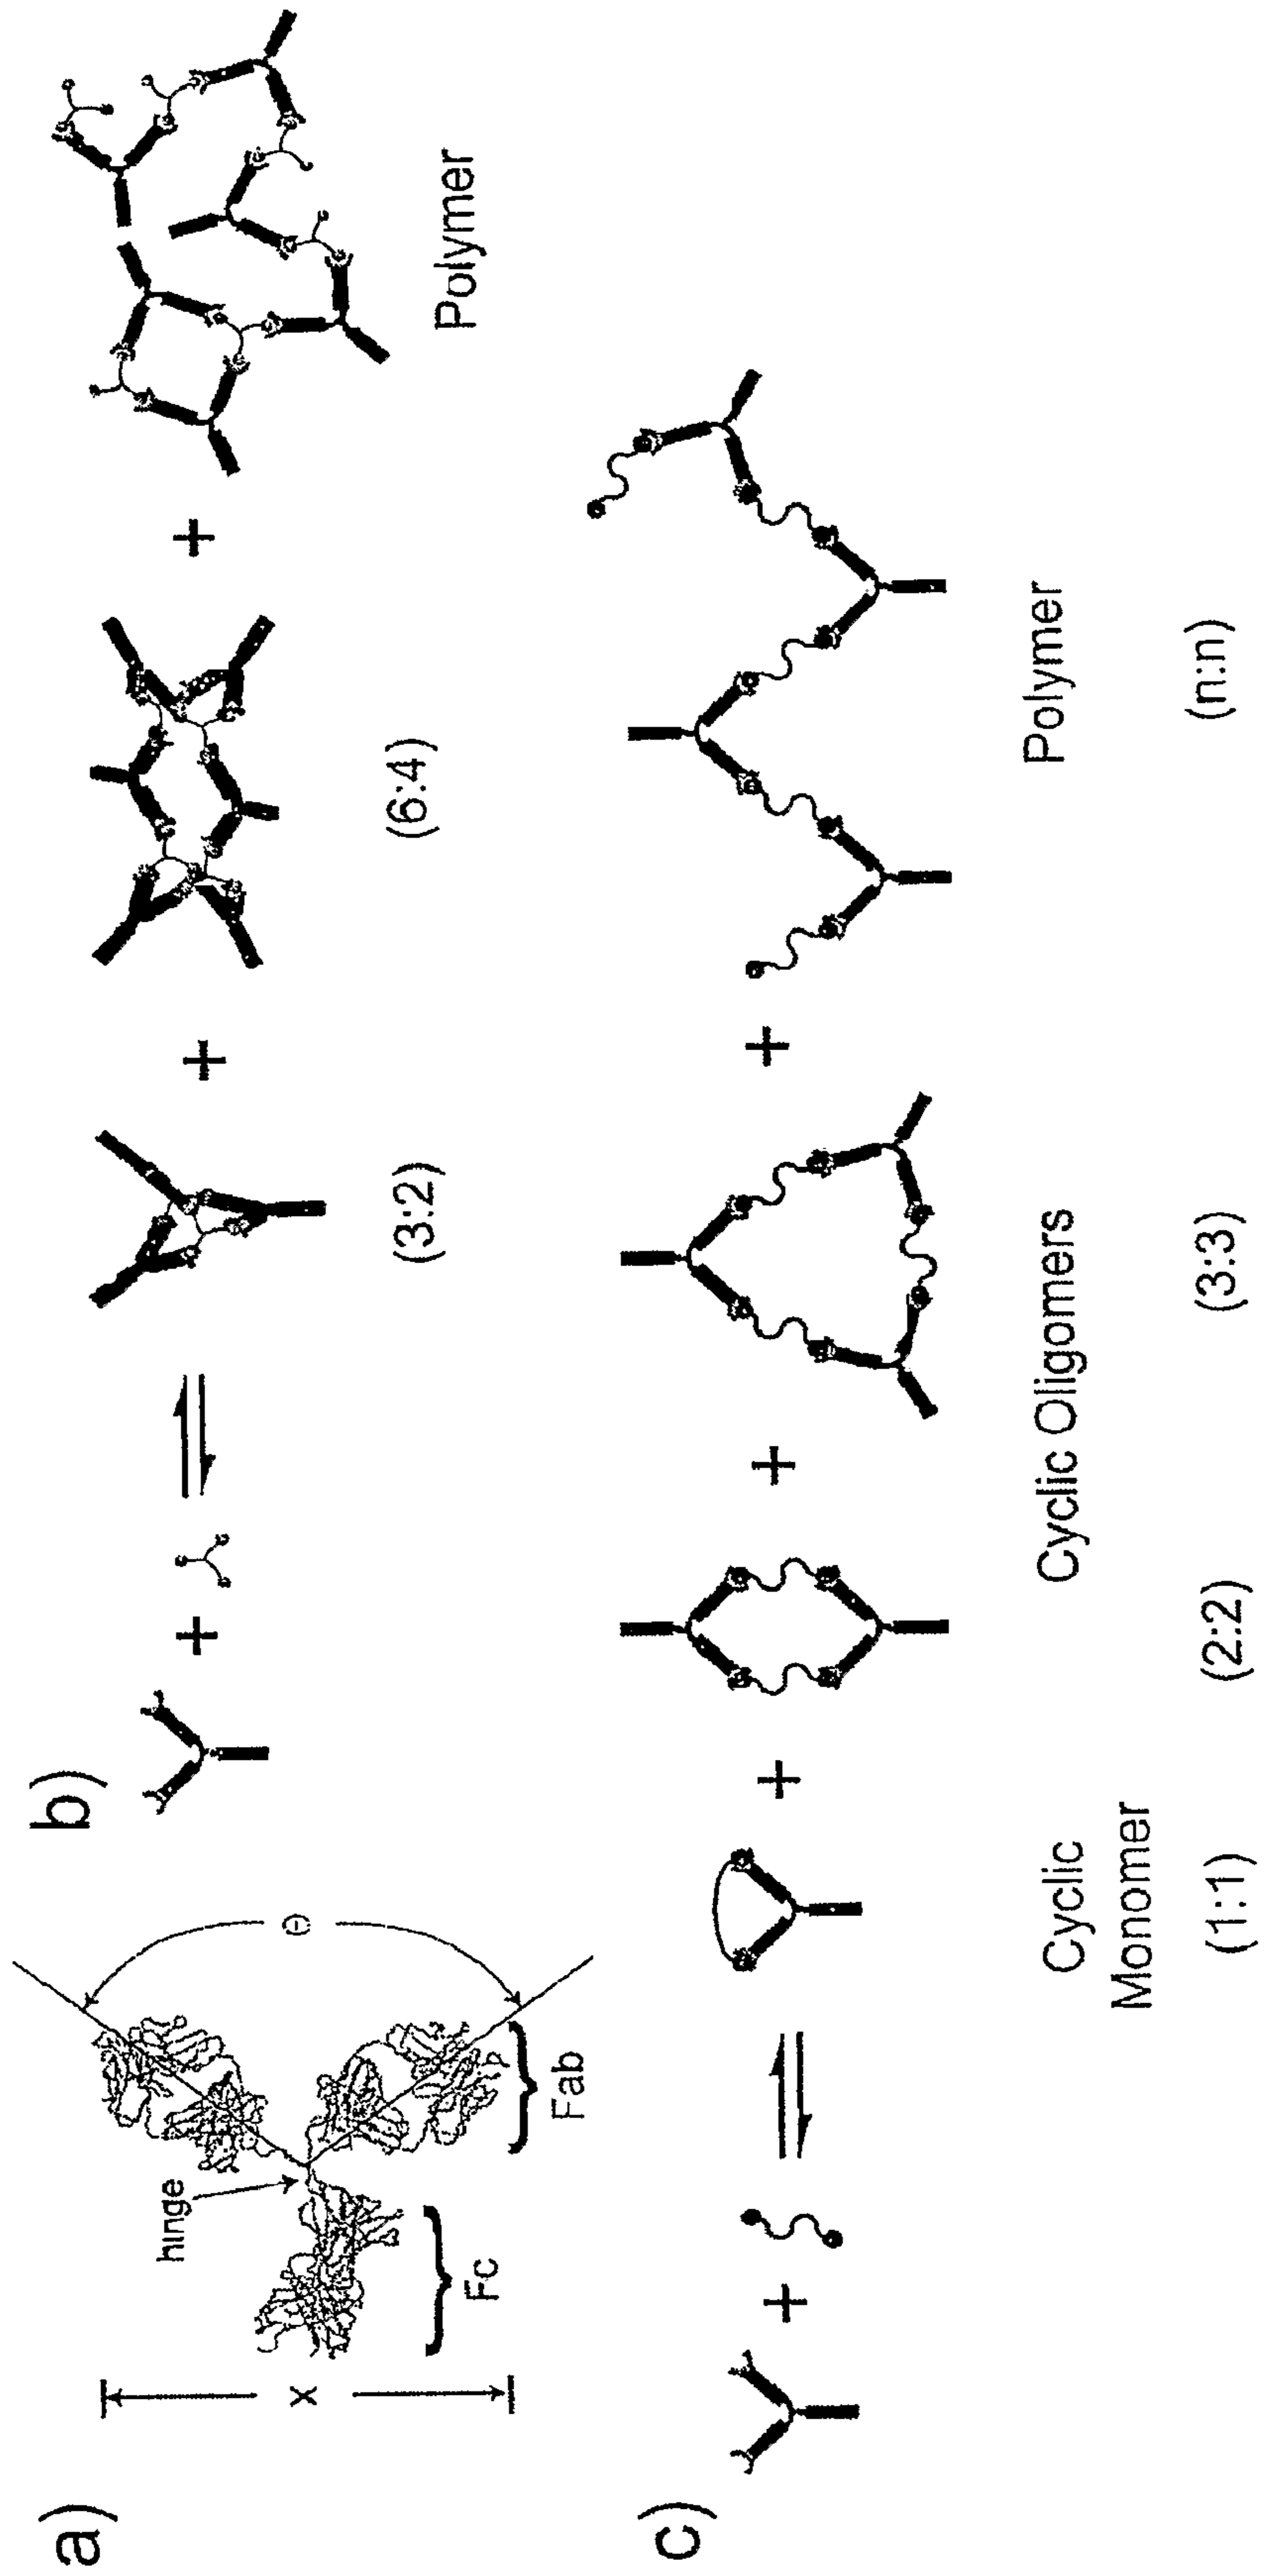 a)
X
hinge
Fc
Fab
Θ
b)
+
(3:2)
+
(6:4)
+
Polymer
c)
+
Cyclic
Monomer
(1:1)
+
(2:2)
+
Cyclic Oligomers
(3:3)
+
Polymer
(n:n)